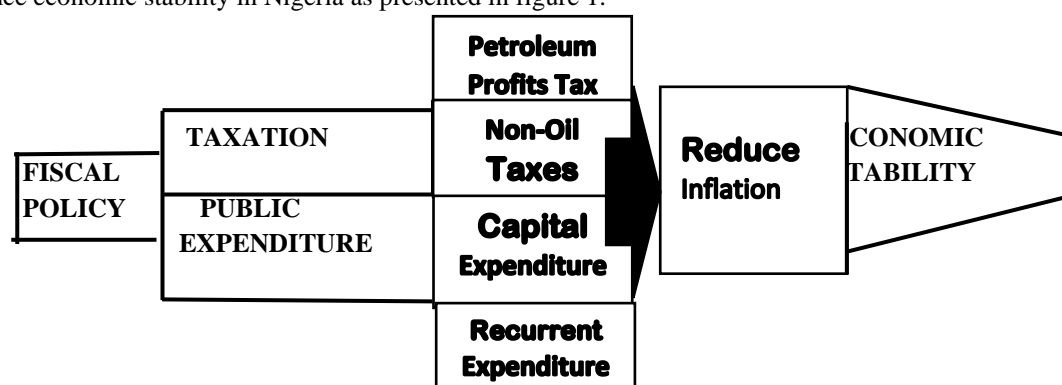 nce economic stability in Nigeria as presented in figure 1.
Petroleum
Profits Tax
TAXATION
Non-Oil
Taxes
FISCAL
POLICY
PUBLIC
EXPENDITURE
Capital
Expenditure
Recurrent
Expenditure
Reduce
Inflation
CONOMIC
TABILITY